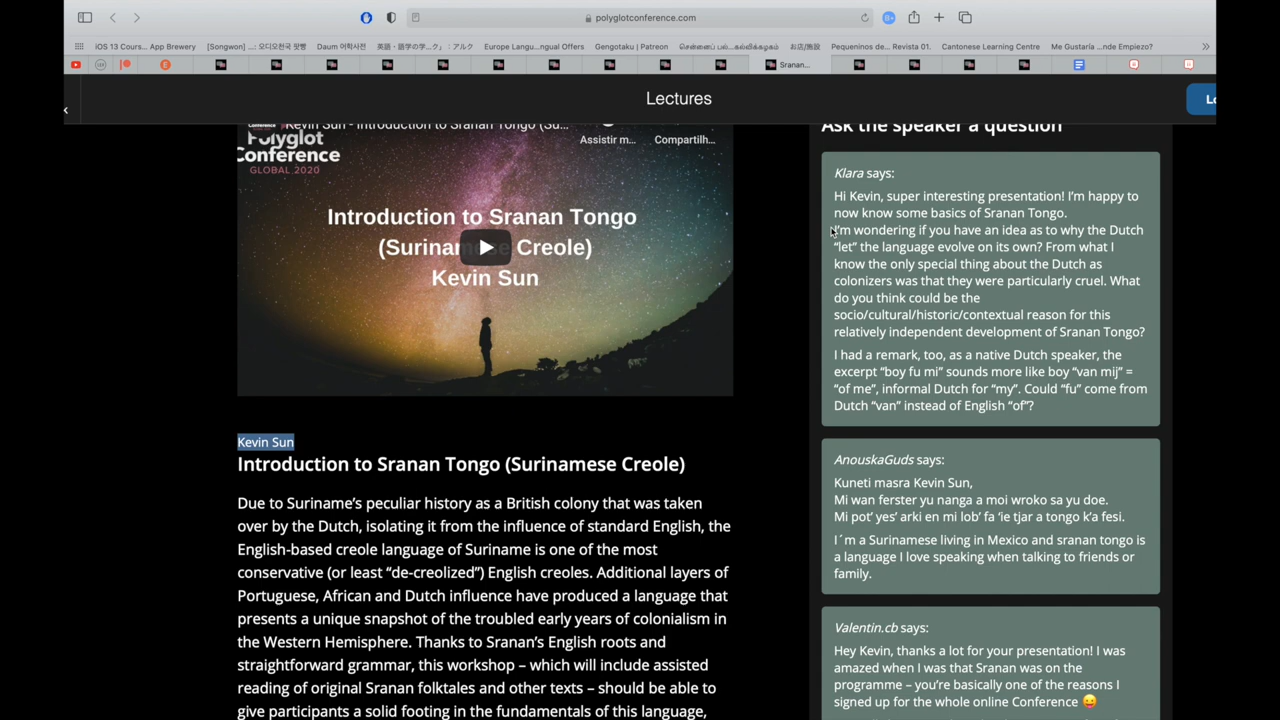 polyglotconference.com
iOS 13 Cours... App Brewery
[Songwon] ...: 오디오천국 팟빵
Daum 어학사전
英語・語学の学...ク」：アルク
Europe Langu...ngual Offers
Gengotaku | Patreon
お店/施設
Pequeninos de... Revista 01.
Cantonese Learning Centre
Me Gustaría ...nde Empiezo?
Sranan...
Lectures
Lo
Kevin Sun - Introduction to Sranan Tongo (Su...
Polyglot
Conference
GLOBAL 2020
Assistir m...
Compartilh...
Introduction to Sranan Tongo
(Surinam Creole)
Kevin Sun
Kevin Sun
Introduction to Sranan Tongo (Surinamese Creole)
Due to Suriname’s peculiar history as a British colony that was taken
over by the Dutch, isolating it from the influence of standard English, the
English-based creole language of Suriname is one of the most
conservative (or least “de-creolized”) English creoles. Additional layers of
Portuguese, African and Dutch influence have produced a language that
presents a unique snapshot of the troubled early years of colonialism in
the Western Hemisphere. Thanks to Sranan’s English roots and
straightforward grammar, this workshop – which will include assisted
reading of original Sranan folktales and other texts – should be able to
give participants a solid footing in the fundamentals of this language,
Ask the speaker a question
Klara says:
Hi Kevin, super interesting presentation! I’m happy to
now know some basics of Sranan Tongo.
I’m wondering if you have an idea as to why the Dutch
“let” the language evolve on its own? From what I
know the only special thing about the Dutch as
colonizers was that they were particularly cruel. What
do you think could be the
socio/cultural/historic/contextual reason for this
relatively independent development of Sranan Tongo?
I had a remark, too, as a native Dutch speaker, the
excerpt “boy fu mi” sounds more like boy “van mij” =
“of me”, informal Dutch for “my”. Could “fu” come from
Dutch “van” instead of English “of”?
AnouskaGuds says:
Kuneti masra Kevin Sun,
Mi wan ferster yu nanga a moi wroko sa yu doe.
Mi pot’ yes’ arki en mi lob’ fa ‘ie tjar a tongo k’a fesi.
I´m a Surinamese living in Mexico and sranan tongo is
a language I love speaking when talking to friends or
family.
Valentin.cb says:
Hey Kevin, thanks a lot for your presentation! I was
amazed when I was that Sranan was on the
programme – you’re basically one of the reasons I
signed up for the whole online Conference 😛